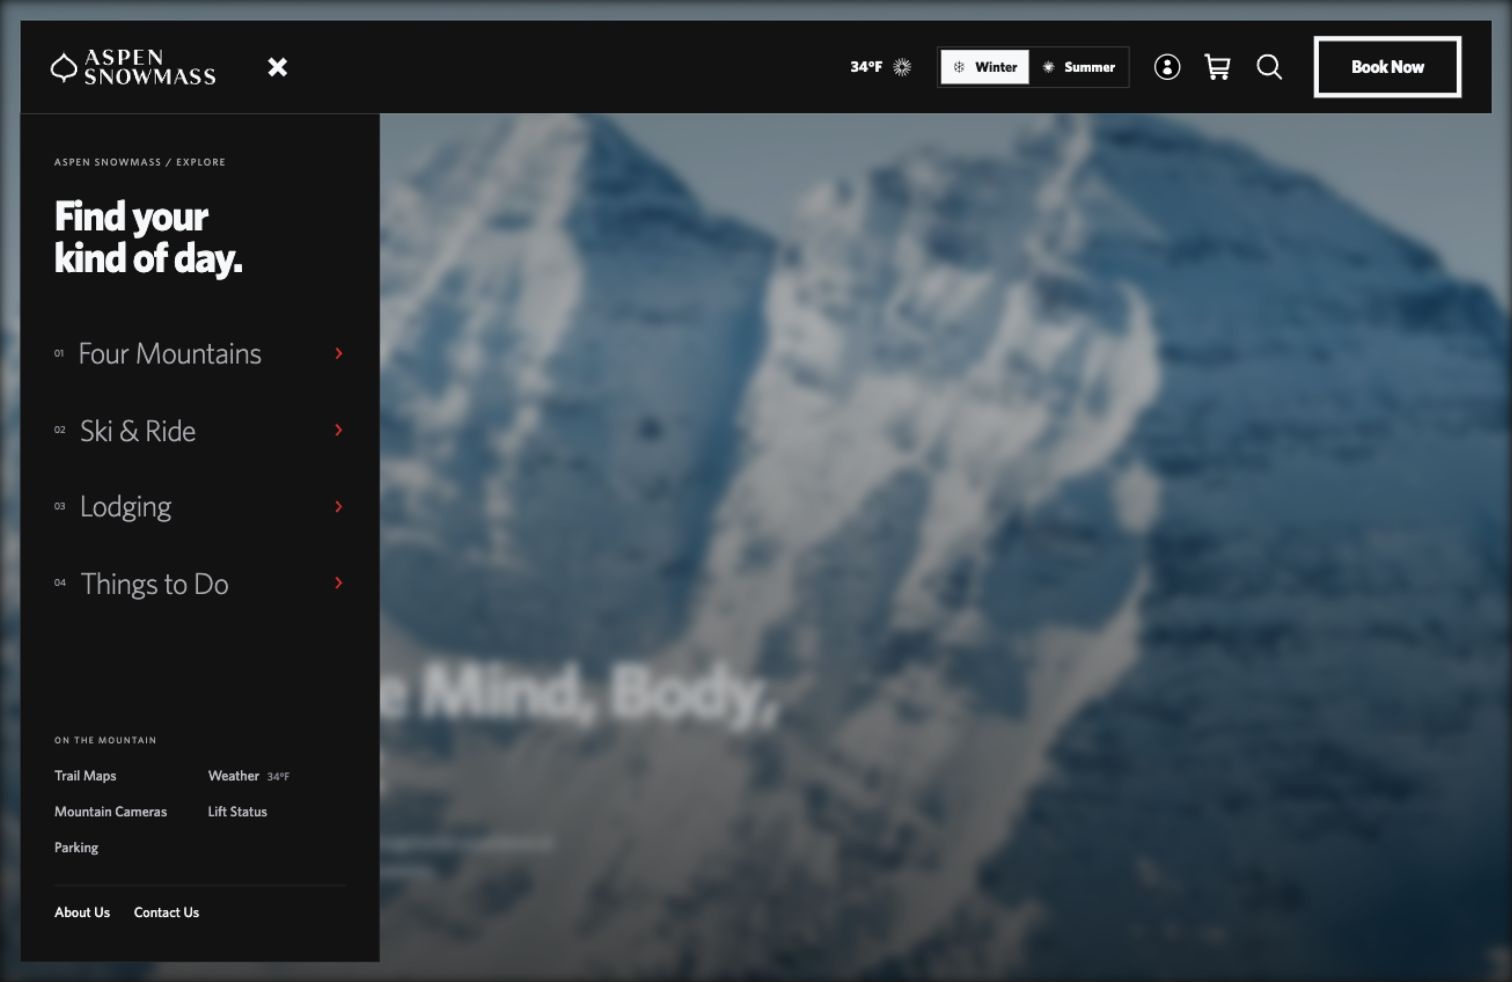 ASPEN
SNOWMASS
34°F
Winter
Summer
Book Now
ASPEN SNOWMASS / EXPLORE
Find your
kind of day.
01 Four Mountains
02 Ski & Ride
03 Lodging
04 Things to Do
e Mind, Body,
ON THE MOUNTAIN
Trail Maps
Weather 34°F
Mountain Cameras
Lift Status
Parking
About Us
Contact Us